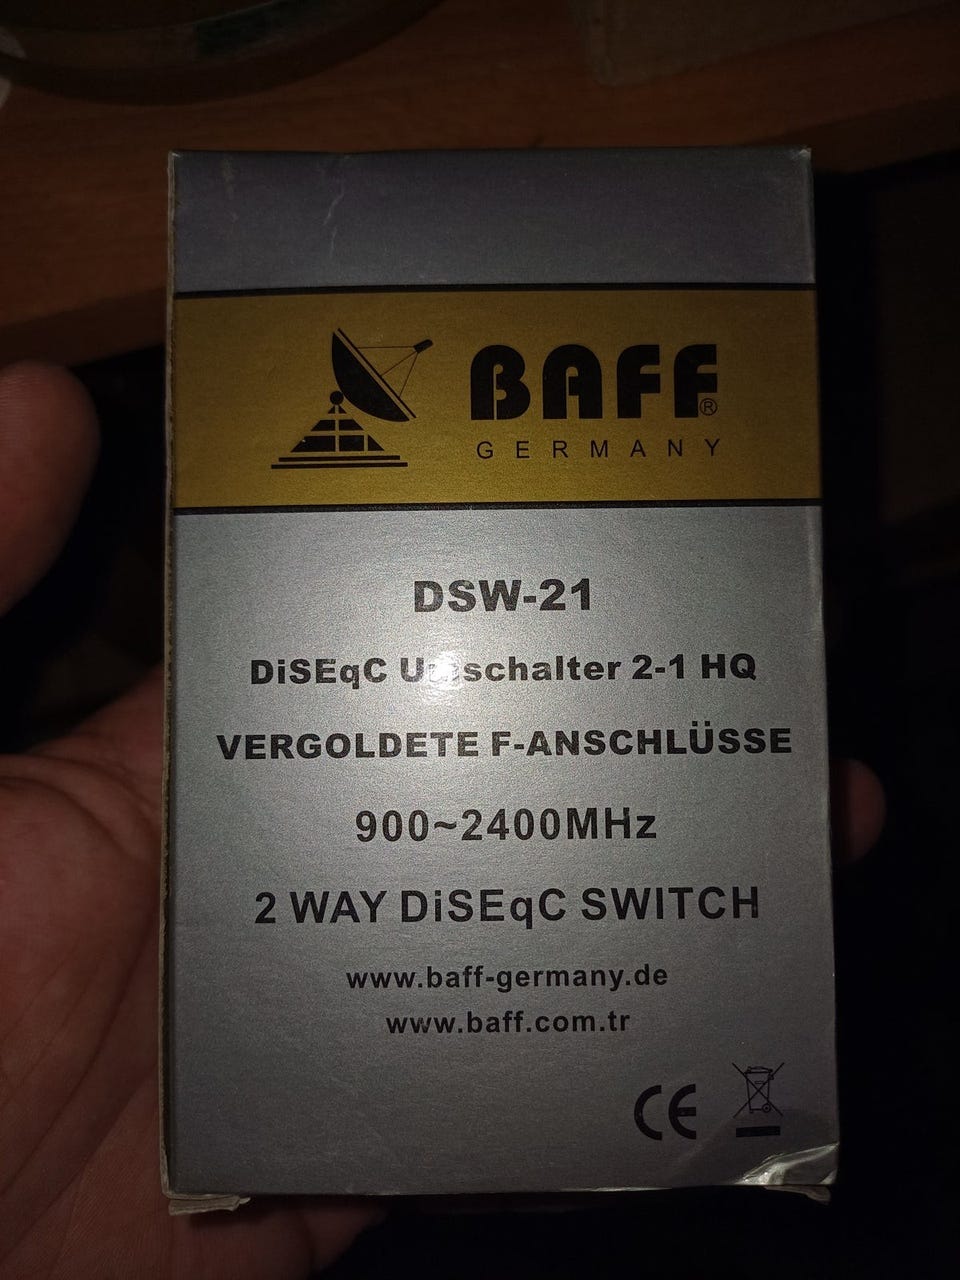 BAFF®
GERMANY
DSW-21
DiSEqC Umschalter 2-1 HQ
VERGOLDETE F-ANSCHLÜSSE
900~2400MHz
2 WAY DiSEqC SWITCH
www.baff-germany.de
www.baff.com.tr
CE